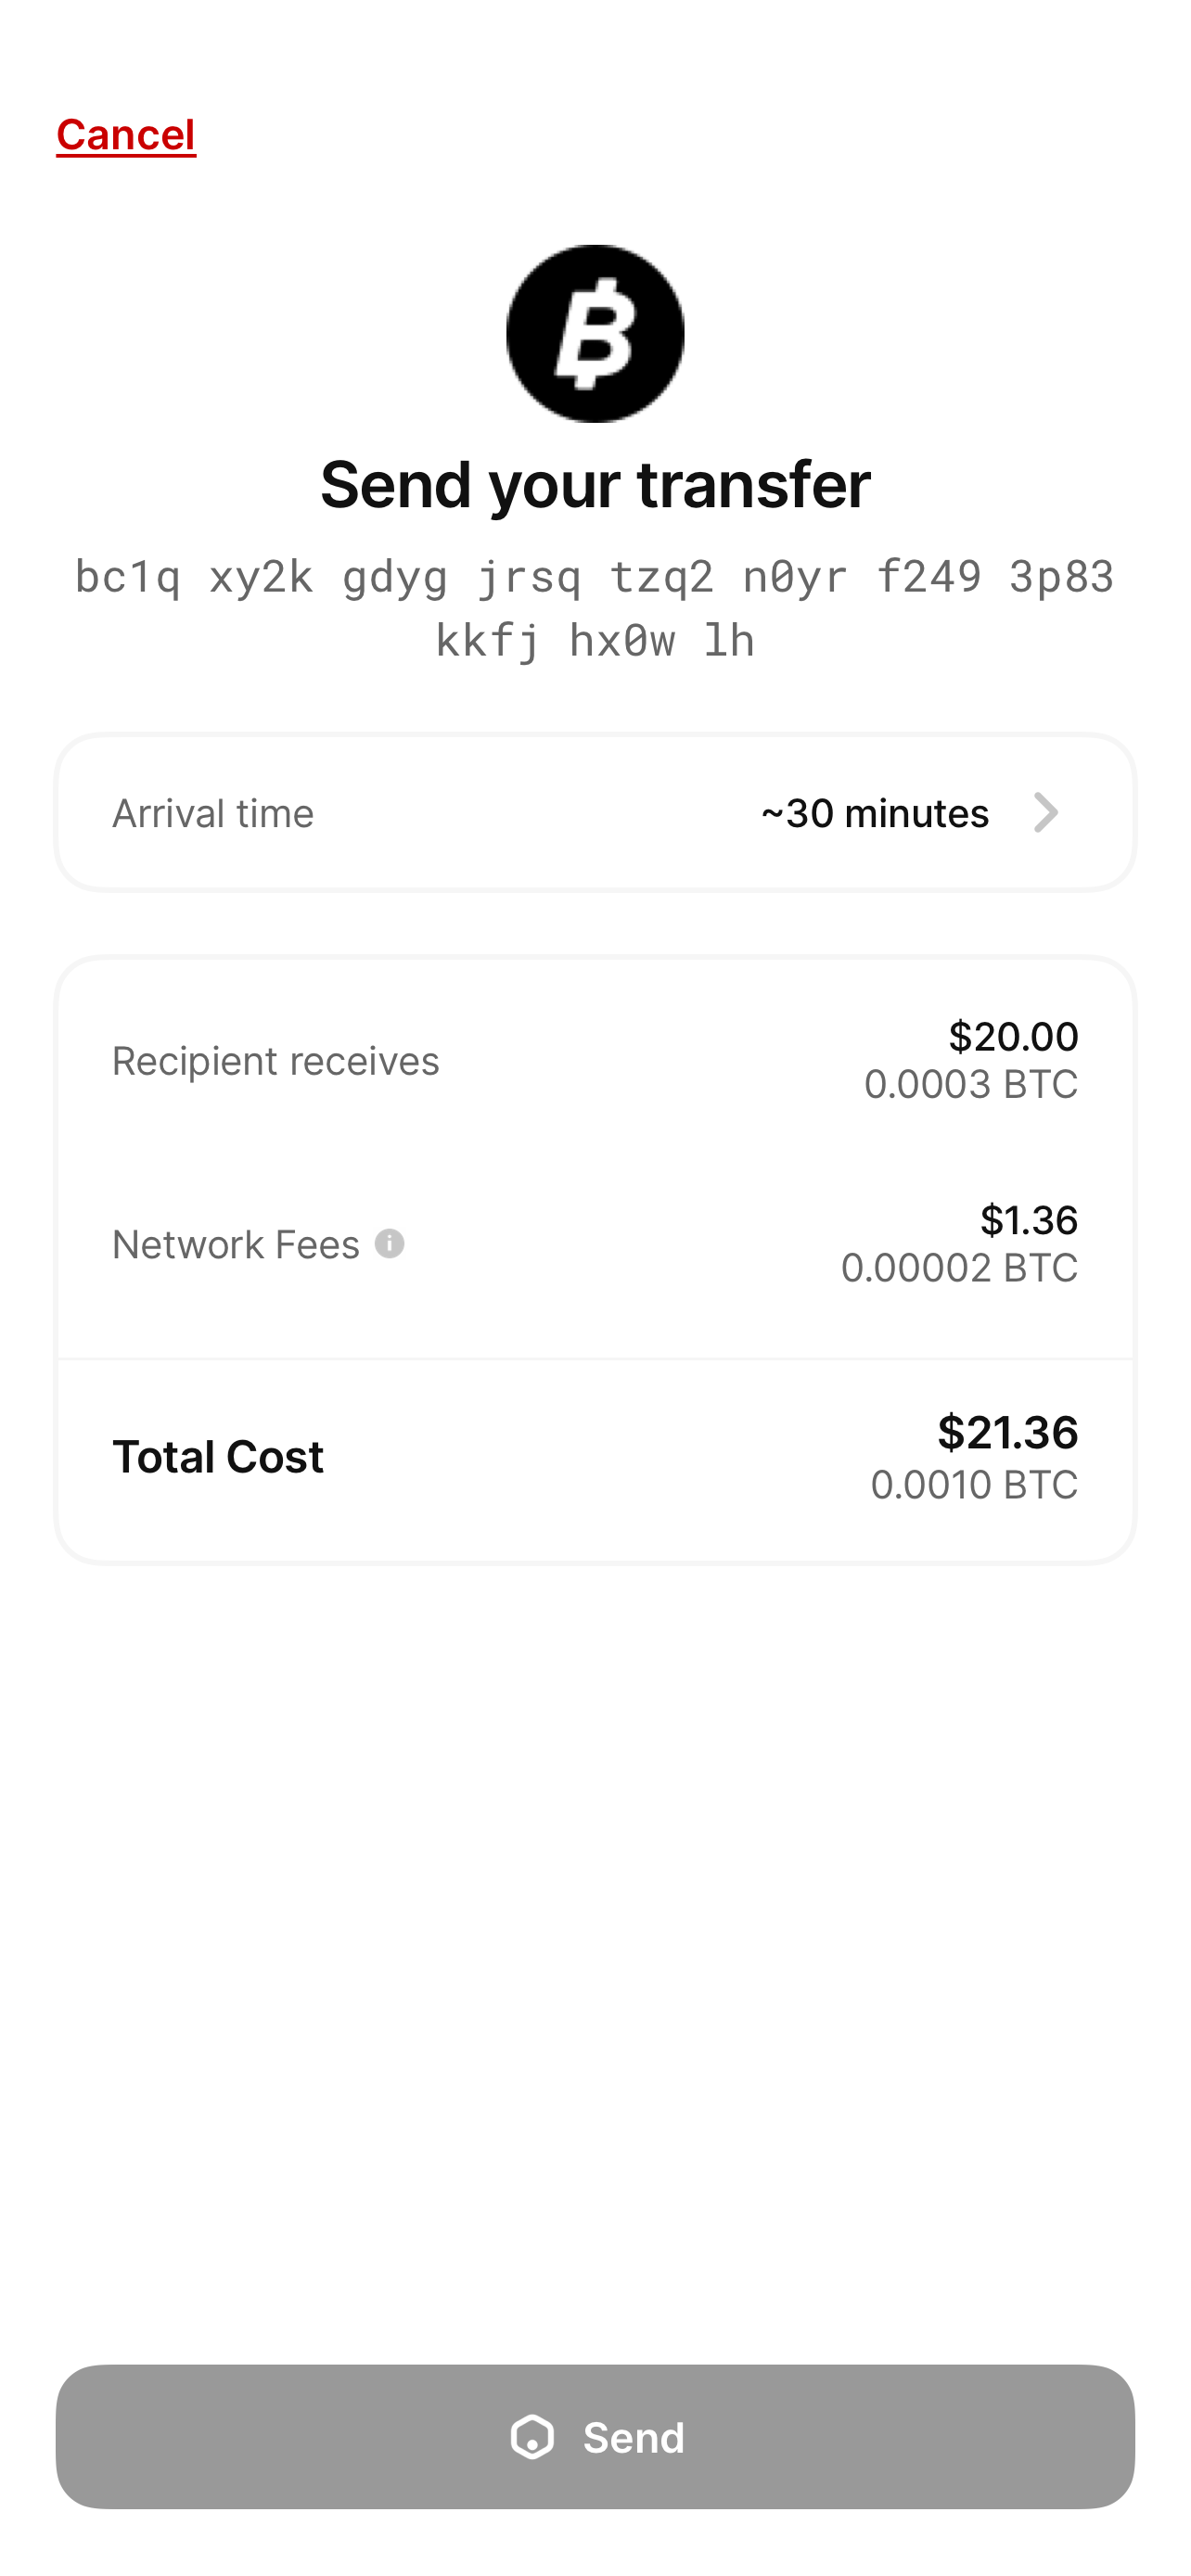 Cancel
Send your transfer
bc1q xy2k gdyg jrsq tzq2 n0yr f249 3p83
kkfj hx0w lh
Arrival time ~30 minutes
Recipient receives $20.00
0.0003 BTC
Network Fees $1.36
0.00002 BTC
Total Cost $21.36
0.0010 BTC
Send